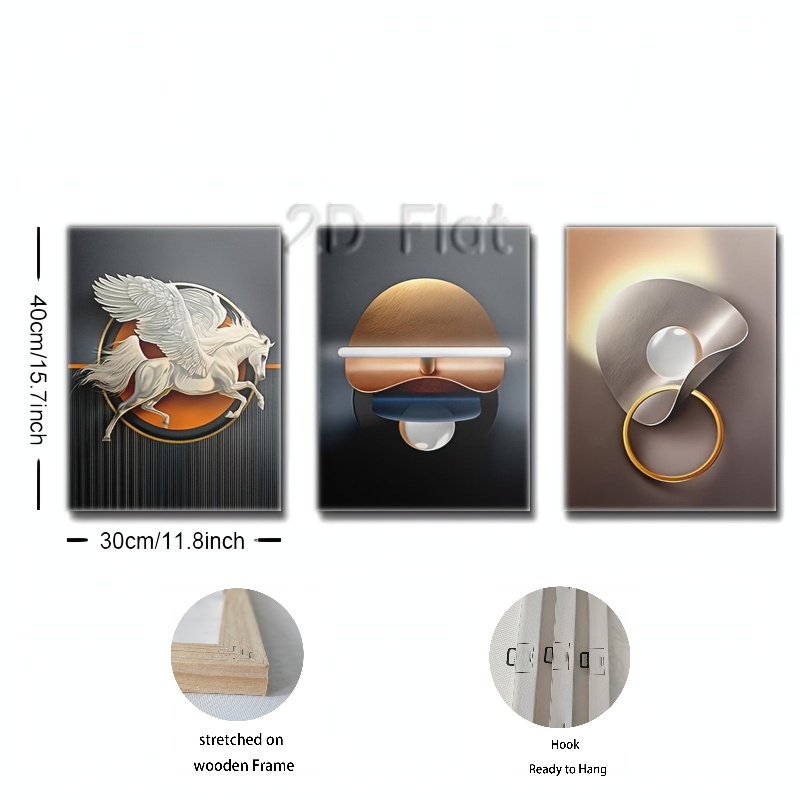 2D Flat
40cm/15.7inch
30cm/11.8inch
stretched on
wooden Frame
Hook
Ready to Hang